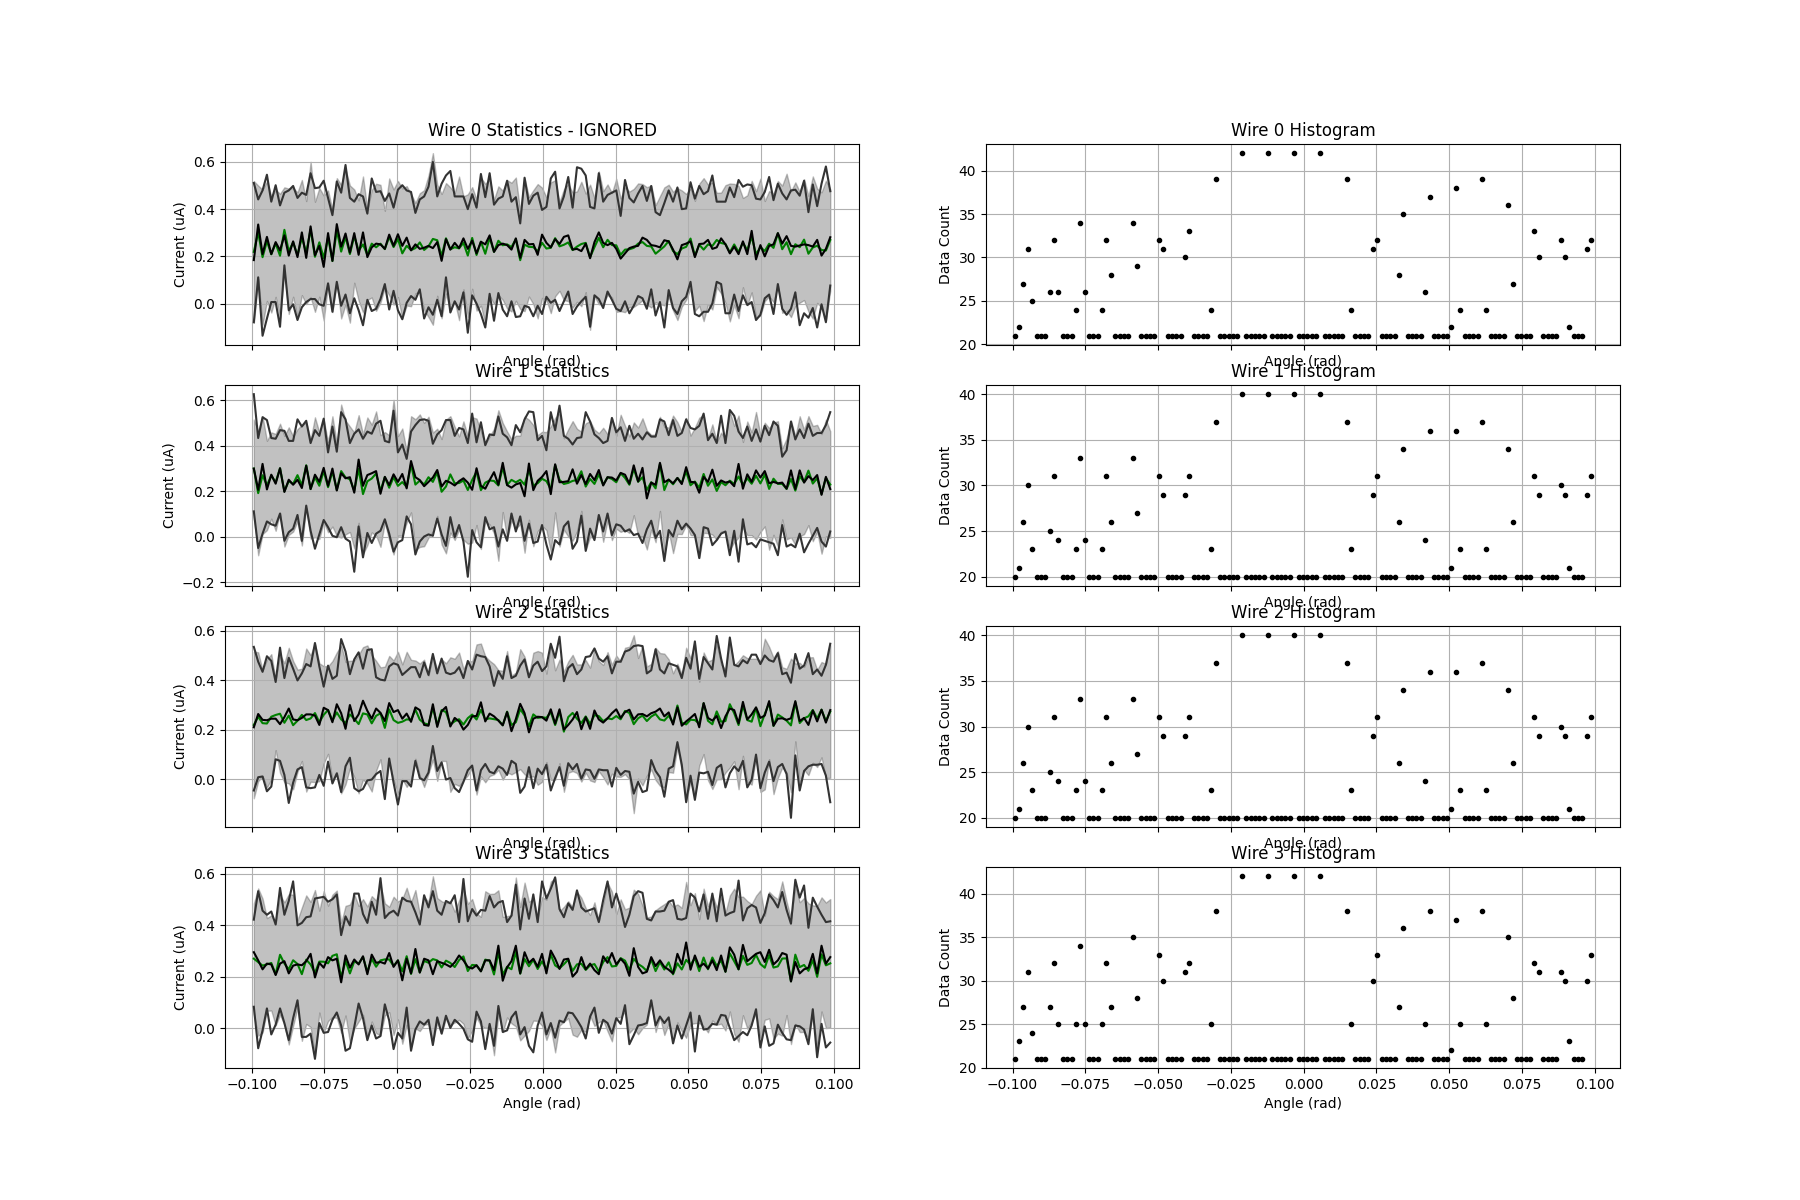 Wire 0 Statistics - IGNORED
Current (uA)
0.6
0.4
0.2
0.0
Angle (rad)
Wire 0 Histogram
Data Count
40
35
30
25
20
Angle (rad)
Wire 1 Statistics
Current (uA)
0.6
0.4
0.2
0.0
−0.2
Angle (rad)
Wire 1 Histogram
Data Count
40
35
30
25
20
Angle (rad)
Wire 2 Statistics
Current (uA)
0.6
0.4
0.2
0.0
Angle (rad)
Wire 2 Histogram
Data Count
40
35
30
25
20
Angle (rad)
Wire 3 Statistics
Current (uA)
0.6
0.4
0.2
0.0
−0.100 −0.075 −0.050 −0.025 0.000 0.025 0.050 0.075 0.100
Angle (rad)
Wire 3 Histogram
Data Count
40
35
30
25
20
−0.100 −0.075 −0.050 −0.025 0.000 0.025 0.050 0.075 0.100
Angle (rad)